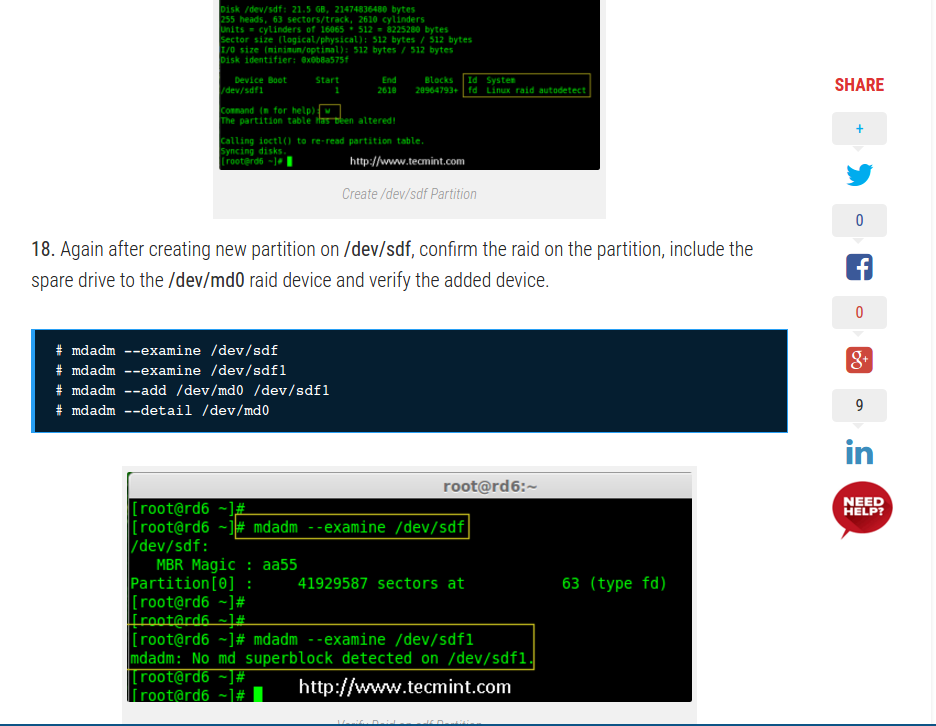 Disk /dev/sdf: 21.5 GB, 21474836480 bytes
255 heads, 63 sectors/track, 2610 cylinders
Units = cylinders of 16065 * 512 = 8225280 bytes
Sector size (logical/physical): 512 bytes / 512 bytes
I/O size (minimum/optimal): 512 bytes / 512 bytes
Disk identifier: 0x0b8a575f
Device Boot Start End Blocks Id System
/dev/sdf1 1 2610 20964793+ fd Linux raid autodetect
Command (m for help): w
The partition table has been altered!
Calling ioctl() to re-read partition table.
Syncing disks.
[root@rd6 ~]#
http://www.tecmint.com
Create /dev/sdf Partition
18. Again after creating new partition on /dev/sdf, confirm the raid on the partition, include the
spare drive to the /dev/md0 raid device and verify the added device.
# mdadm --examine /dev/sdf
# mdadm --examine /dev/sdf1
# mdadm --add /dev/md0 /dev/sdf1
# mdadm --detail /dev/md0
root@rd6:~
[root@rd6 ~]#
[root@rd6 ~]# mdadm --examine /dev/sdf
/dev/sdf:
MBR Magic : aa55
Partition[0] : 41929587 sectors at 63 (type fd)
[root@rd6 ~]#
[root@rd6 ~]#
[root@rd6 ~]# mdadm --examine /dev/sdf1
mdadm: No md superblock detected on /dev/sdf1.
[root@rd6 ~]#
[root@rd6 ~]#
http://www.tecmint.com
Verify Raid on sdf Partition
SHARE
+
0
0
g+
9
in
NEED
HELP?